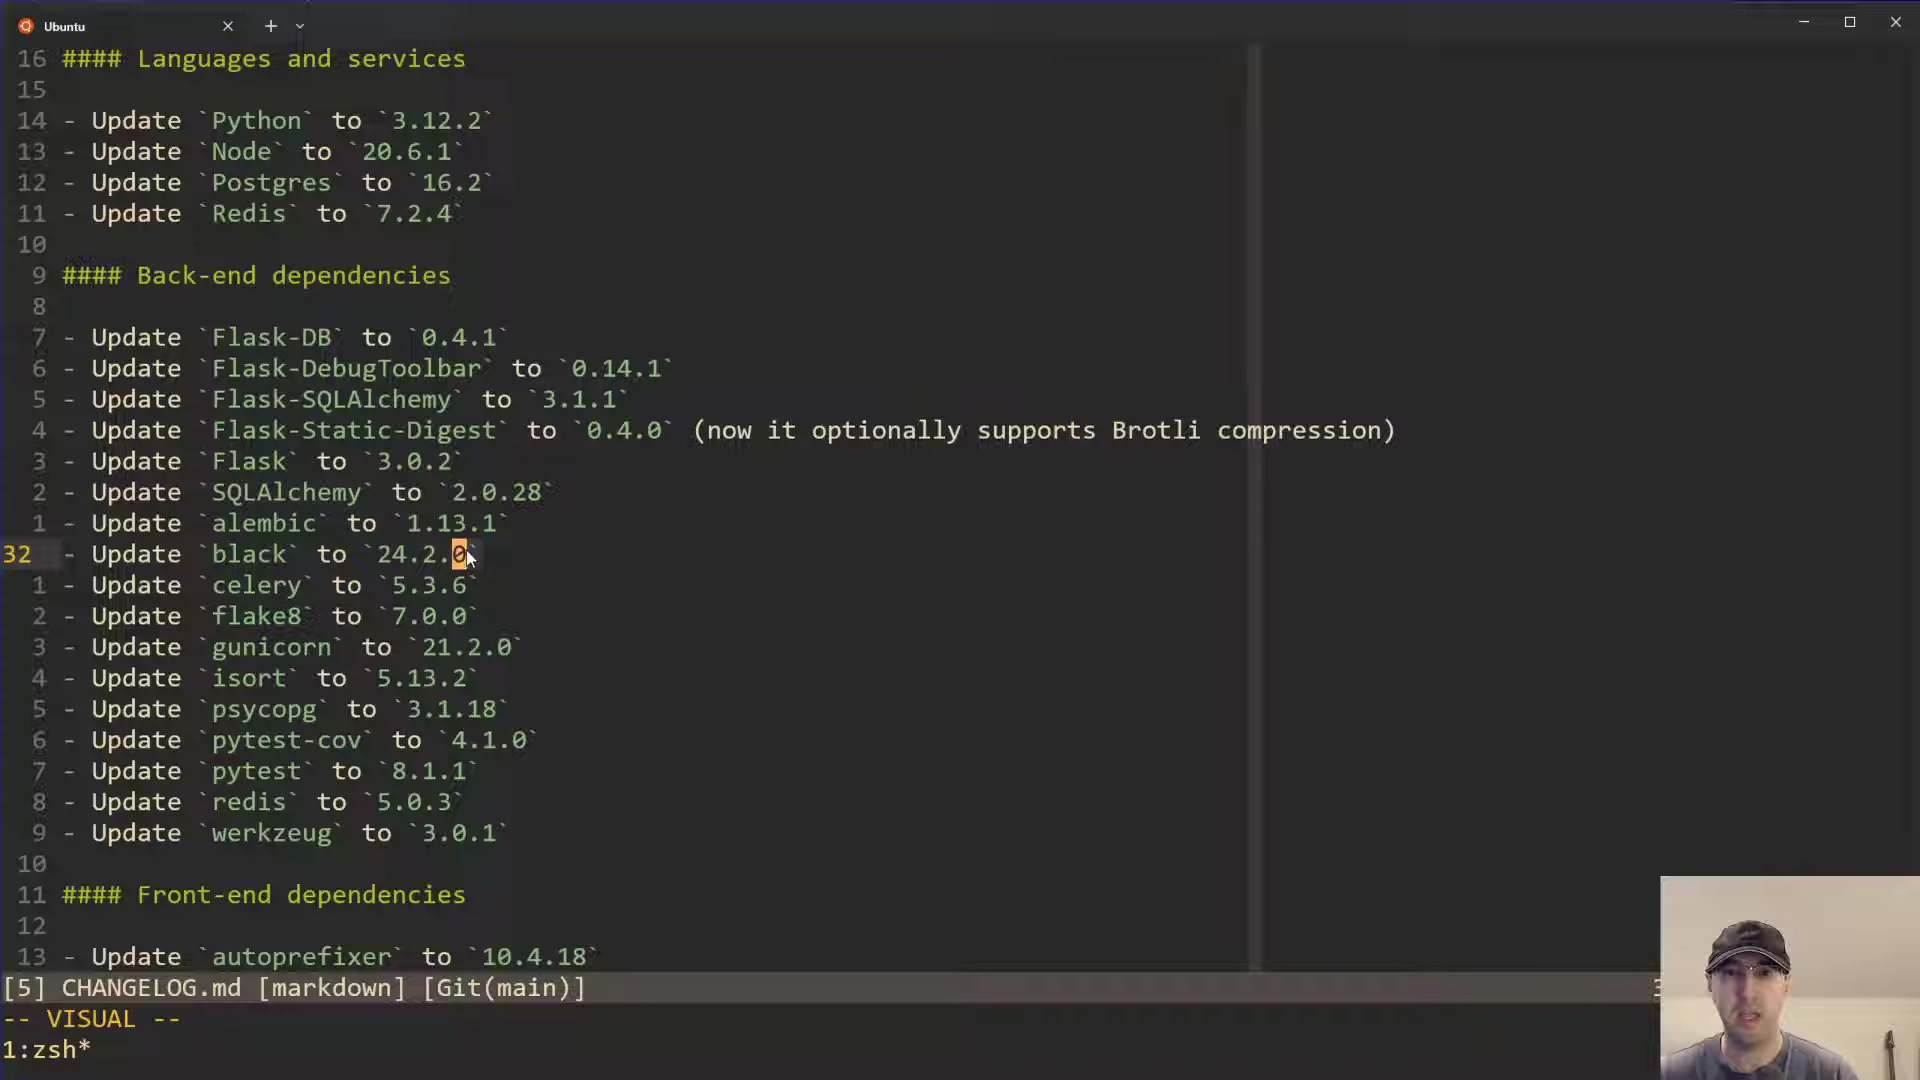 Ubuntu
16 #### Languages and services
15
14 - Update `Python` to `3.12.2`
13 - Update `Node` to `20.6.1`
12 - Update `Postgres` to `16.2`
11 - Update `Redis` to `7.2.4`
10
9 #### Back-end dependencies
8
7 - Update `Flask-DB` to `0.4.1`
6 - Update `Flask-DebugToolbar` to `0.14.1`
5 - Update `Flask-SQLAlchemy` to `3.1.1`
4 - Update `Flask-Static-Digest` to `0.4.0` (now it optionally supports Brotli compression)
3 - Update `Flask` to `3.0.2`
2 - Update `SQLAlchemy` to `2.0.28`
1 - Update `alembic` to `1.13.1`
32 - Update `black` to `24.2.0`
1 - Update `celery` to `5.3.6`
2 - Update `flake8` to `7.0.0`
3 - Update `gunicorn` to `21.2.0`
4 - Update `isort` to `5.13.2`
5 - Update `psycopg` to `3.1.18`
6 - Update `pytest-cov` to `4.1.0`
7 - Update `pytest` to `8.1.1`
8 - Update `redis` to `5.0.3`
9 - Update `werkzeug` to `3.0.1`
10
11 #### Front-end dependencies
12
13 - Update `autoprefixer` to `10.4.18`
[5] CHANGELOG.md [markdown] [Git(main)]
-- VISUAL --
1:zsh*